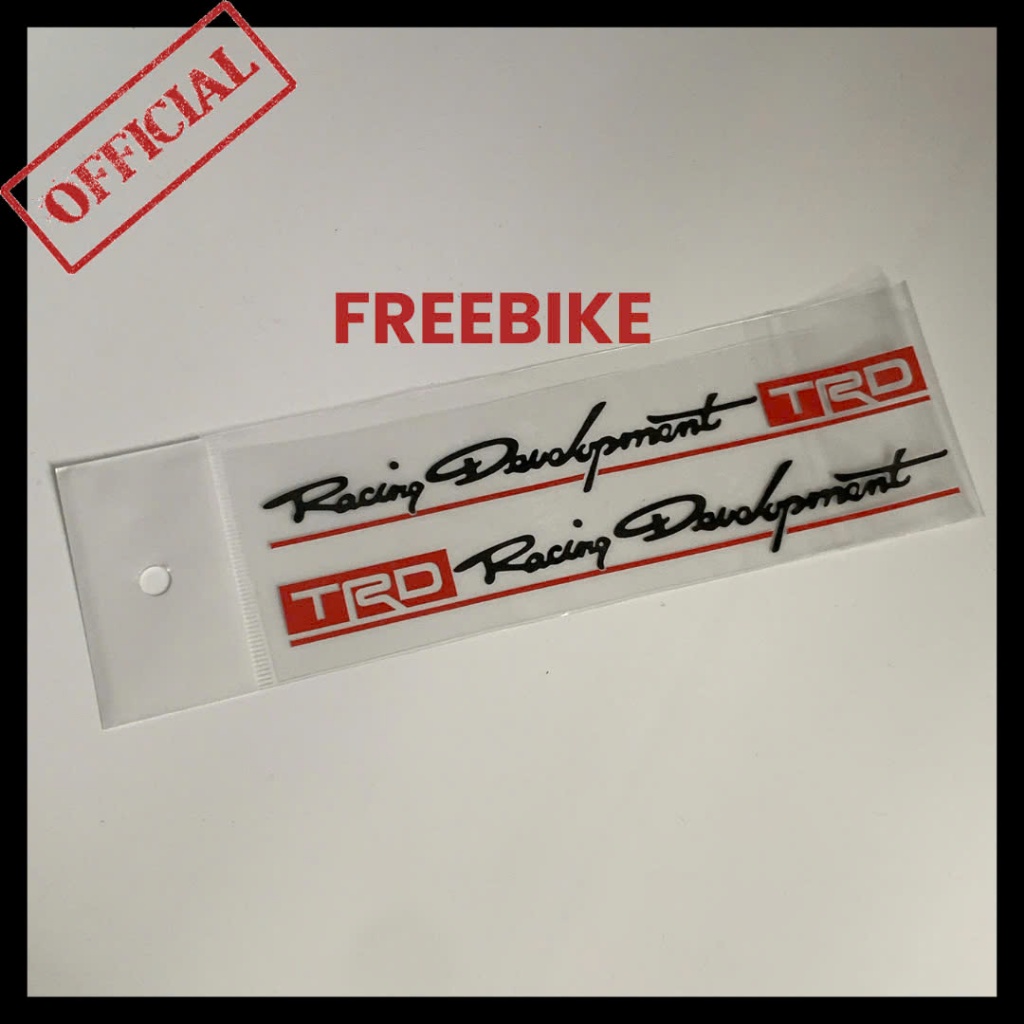 OFFICIAL
FREEBIKE
Racing Development TRD
TRD Racing Development